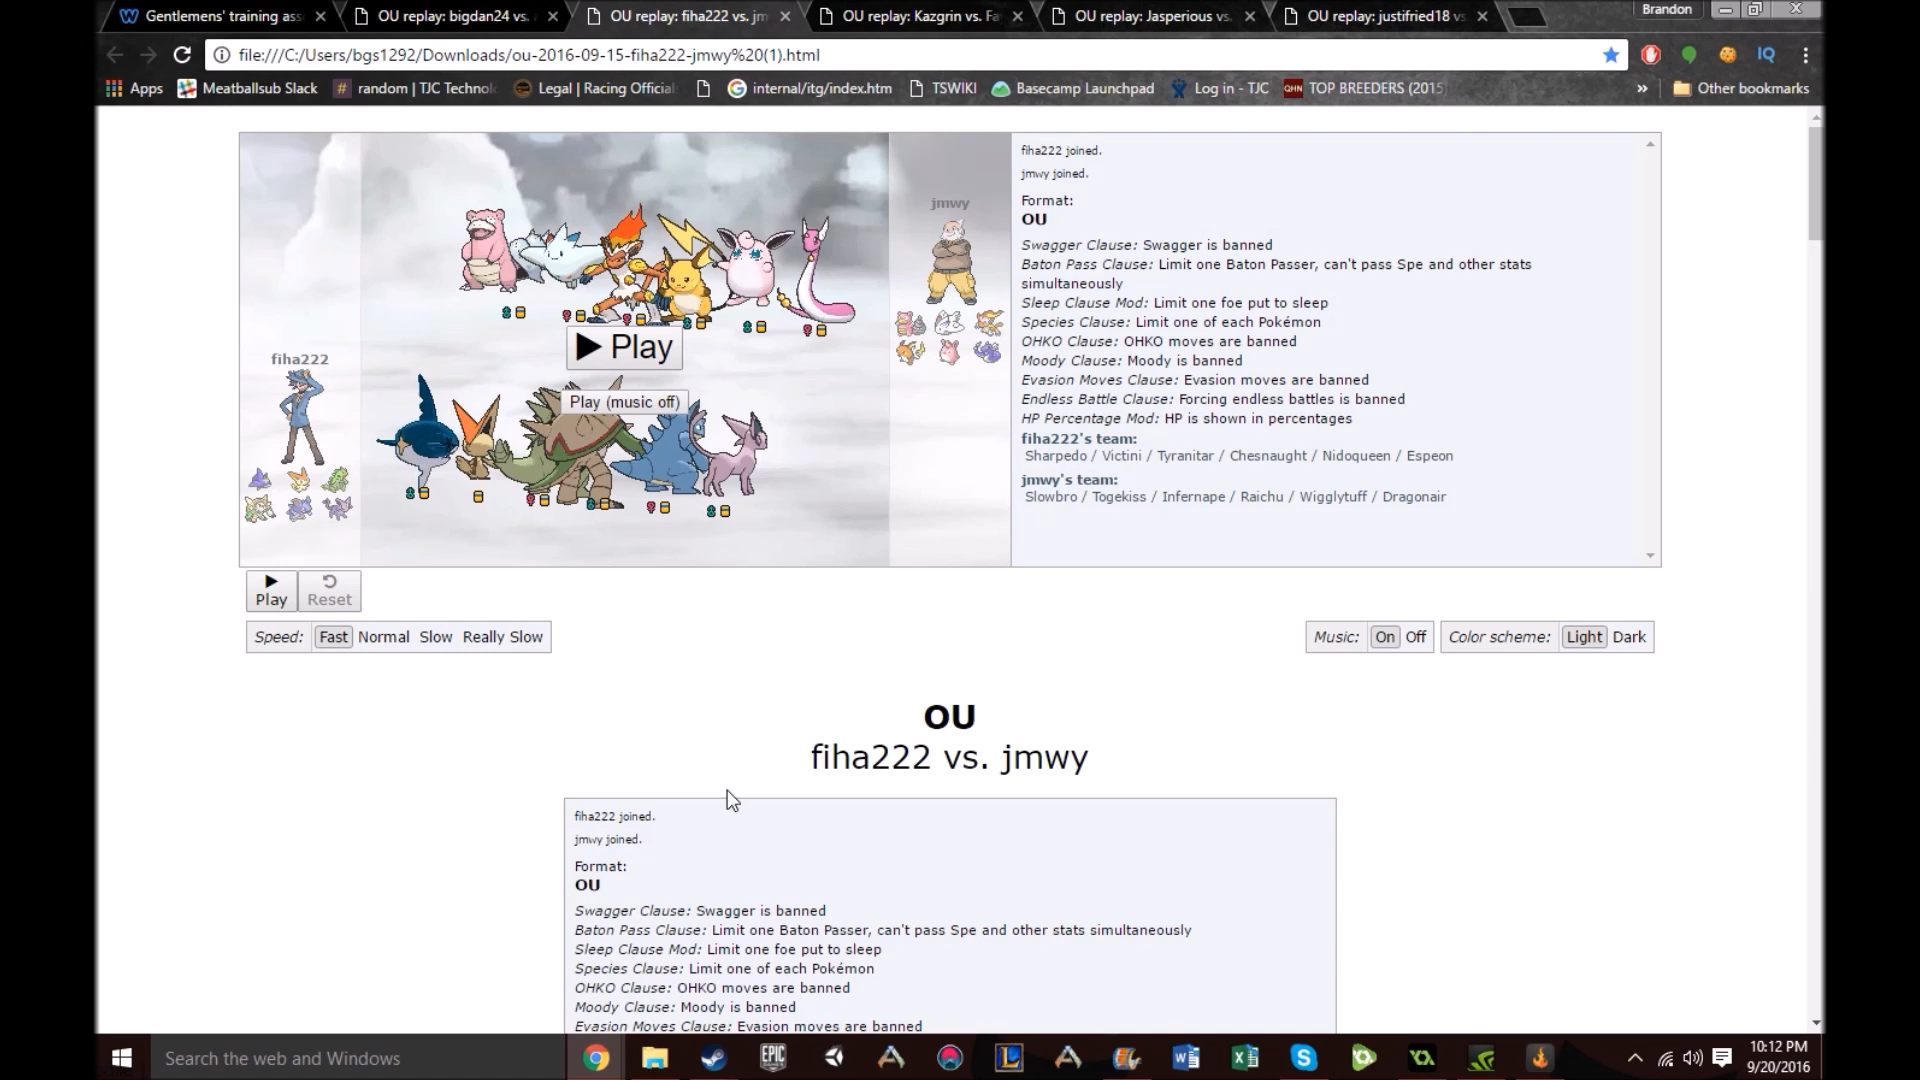 Gentlemens' training ass
OU replay: bigdan24 vs.
OU replay: fiha222 vs. jm
OU replay: Kazgrin vs. Fa
OU replay: Jasperious vs.
OU replay: justifried18 vs
Brandon
file:///C:/Users/bgs1292/Downloads/ou-2016-09-15-fiha222-jmwy%20(1).html
IQ
Apps
Meatballsub Slack
# random | TJC Technol
Legal | Racing Official
internal/itg/index.htm
TSWIKI
Basecamp Launchpad
Log in - TJC
QHN TOP BREEDERS (2015)
»
Other bookmarks
fiha222
jmwy
Play
Play (music off)
fiha222 joined.
jmwy joined.
Format:
OU
Swagger Clause: Swagger is banned
Baton Pass Clause: Limit one Baton Passer, can't pass Spe and other stats
simultaneously
Sleep Clause Mod: Limit one foe put to sleep
Species Clause: Limit one of each Pokémon
OHKO Clause: OHKO moves are banned
Moody Clause: Moody is banned
Evasion Moves Clause: Evasion moves are banned
Endless Battle Clause: Forcing endless battles is banned
HP Percentage Mod: HP is shown in percentages
fiha222's team:
Sharpedo / Victini / Tyranitar / Chesnaught / Nidoqueen / Espeon
jmwy's team:
Slowbro / Togekiss / Infernape / Raichu / Wigglytuff / Dragonair
Play
Reset
Speed: Fast Normal Slow Really Slow
Music: On Off
Color scheme: Light Dark
OU
fiha222 vs. jmwy
fiha222 joined.
jmwy joined.
Format:
OU
Swagger Clause: Swagger is banned
Baton Pass Clause: Limit one Baton Passer, can't pass Spe and other stats simultaneously
Sleep Clause Mod: Limit one foe put to sleep
Species Clause: Limit one of each Pokémon
OHKO Clause: OHKO moves are banned
Moody Clause: Moody is banned
Evasion Moves Clause: Evasion moves are banned
Search the web and Windows
EPIC GAMES
10:12 PM
9/20/2016